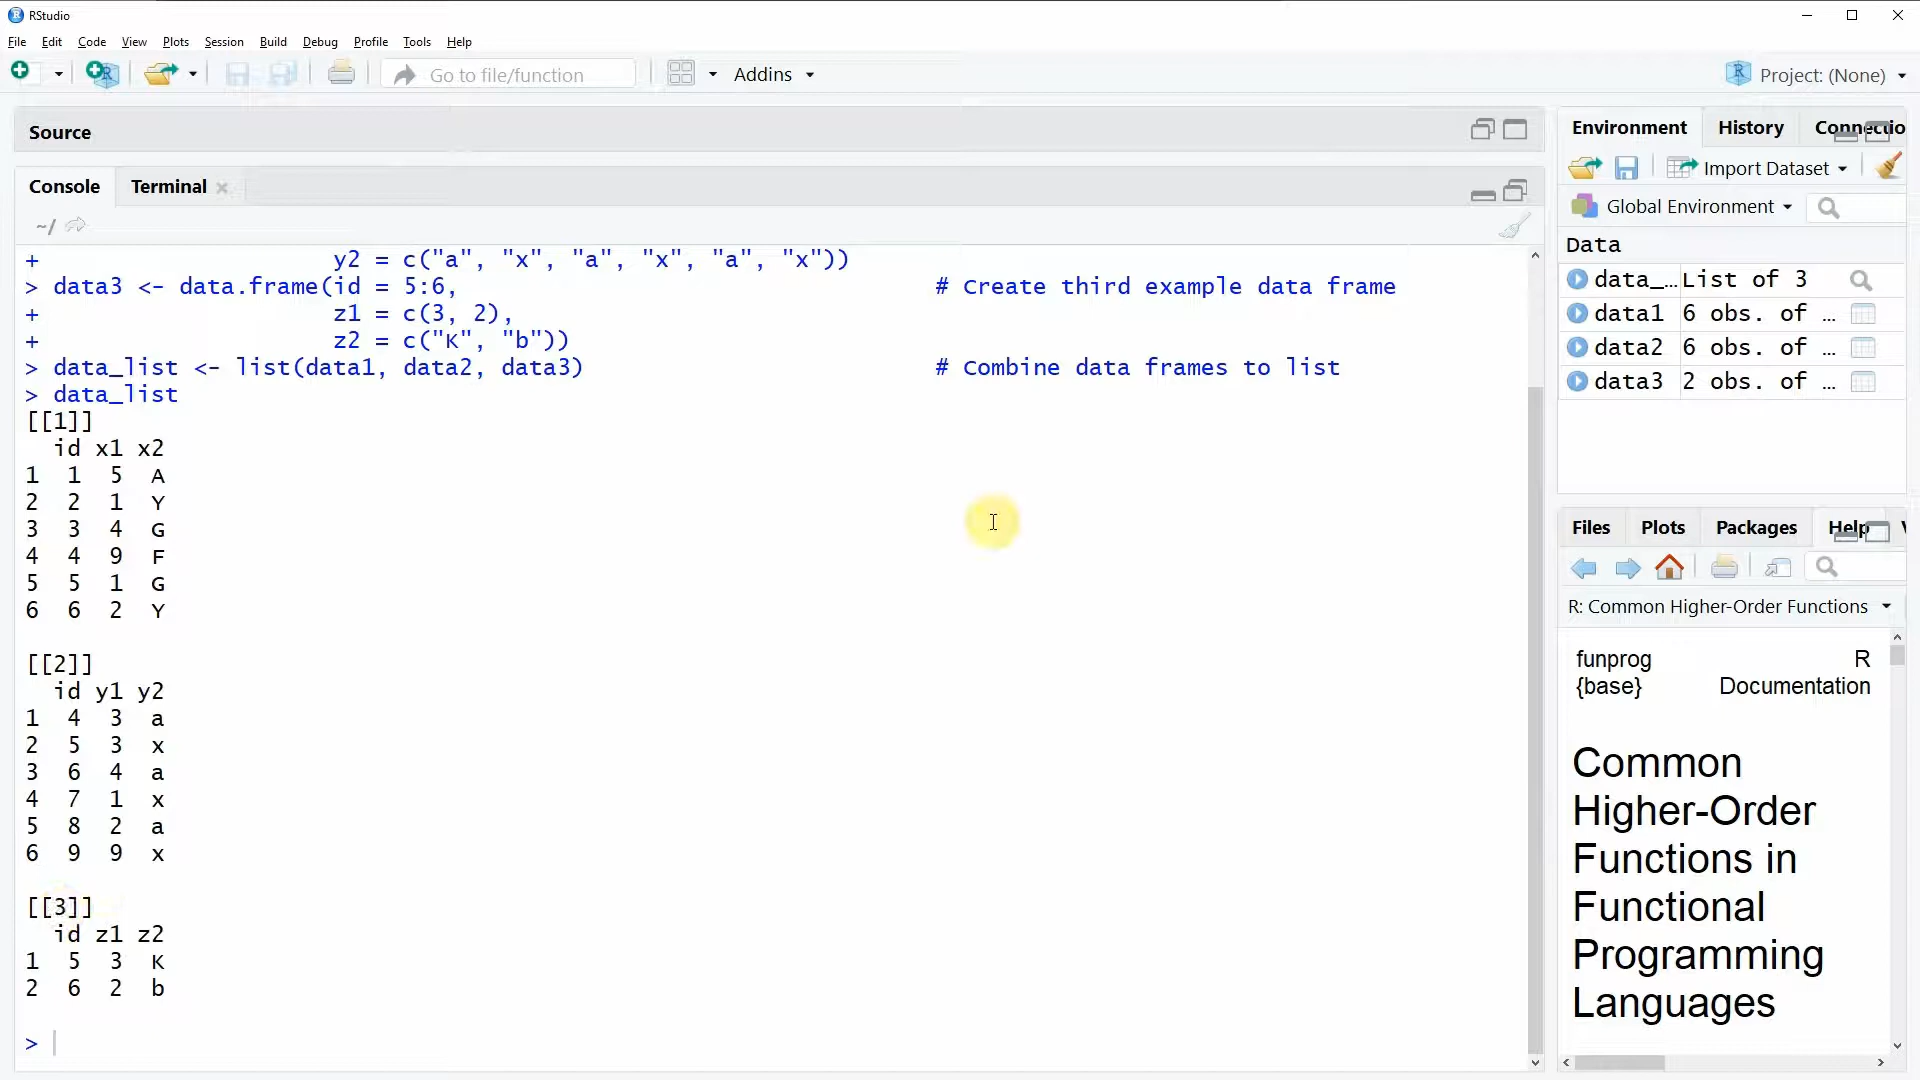 RStudio
File Edit Code View Plots Session Build Debug Profile Tools Help
Go to file/function Addins Project: (None)
Source
Console Terminal
~/
+                      y2 = c("a", "x", "a", "x", "a", "x"))
> data3 <- data.frame(id = 5:6,                                  # Create third example data frame
+                      z1 = c(3, 2),
+                      z2 = c("K", "b"))
> data_list <- list(data1, data2, data3)                         # Combine data frames to list
> data_list
[[1]]
  id x1 x2
1  1  5  A
2  2  1  Y
3  3  4  G
4  4  9  F
5  5  1  G
6  6  2  Y
[[2]]
  id y1 y2
1  4  3  a
2  5  3  x
3  6  4  a
4  7  1  x
5  8  2  a
6  9  9  x
[[3]]
  id z1 z2
1  5  3  K
2  6  2  b
>
Environment History Connectio
Import Dataset
Global Environment
Data
data_… List of 3
data1 6 obs. of …
data2 6 obs. of …
data3 2 obs. of …
Files Plots Packages Help
R: Common Higher-Order Functions
funprog R
{base} Documentation
Common
Higher-Order
Functions in
Functional
Programming
Languages